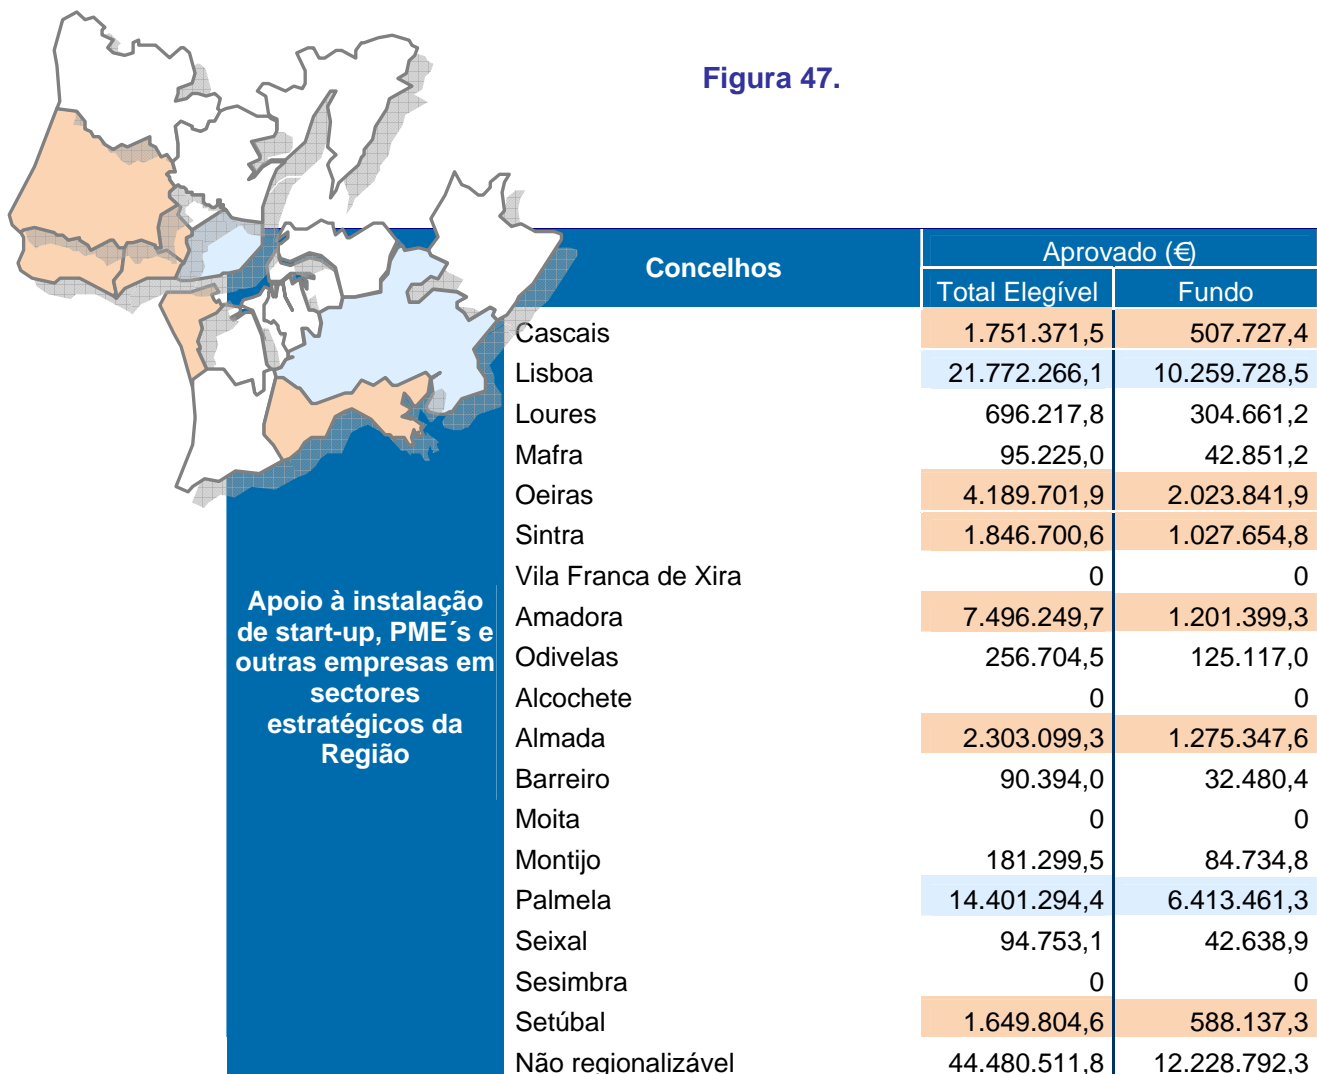 Figura 47.
Concelhos
Aprovado (€)
Total Elegível Fundo
Apoio à instalação
de start-up, PME´s e
outras empresas em
sectores
estratégicos da
Região
Cascais 1.751.371,5 507.727,4
Lisboa 21.772.266,1 10.259.728,5
Loures 696.217,8 304.661,2
Mafra 95.225,0 42.851,2
Oeiras 4.189.701,9 2.023.841,9
Sintra 1.846.700,6 1.027.654,8
Vila Franca de Xira 0 0
Amadora 7.496.249,7 1.201.399,3
Odivelas 256.704,5 125.117,0
Alcochete 0 0
Almada 2.303.099,3 1.275.347,6
Barreiro 90.394,0 32.480,4
Moita 0 0
Montijo 181.299,5 84.734,8
Palmela 14.401.294,4 6.413.461,3
Seixal 94.753,1 42.638,9
Sesimbra 0 0
Setúbal 1.649.804,6 588.137,3
Não regionalizável 44.480.511,8 12.228.792,3